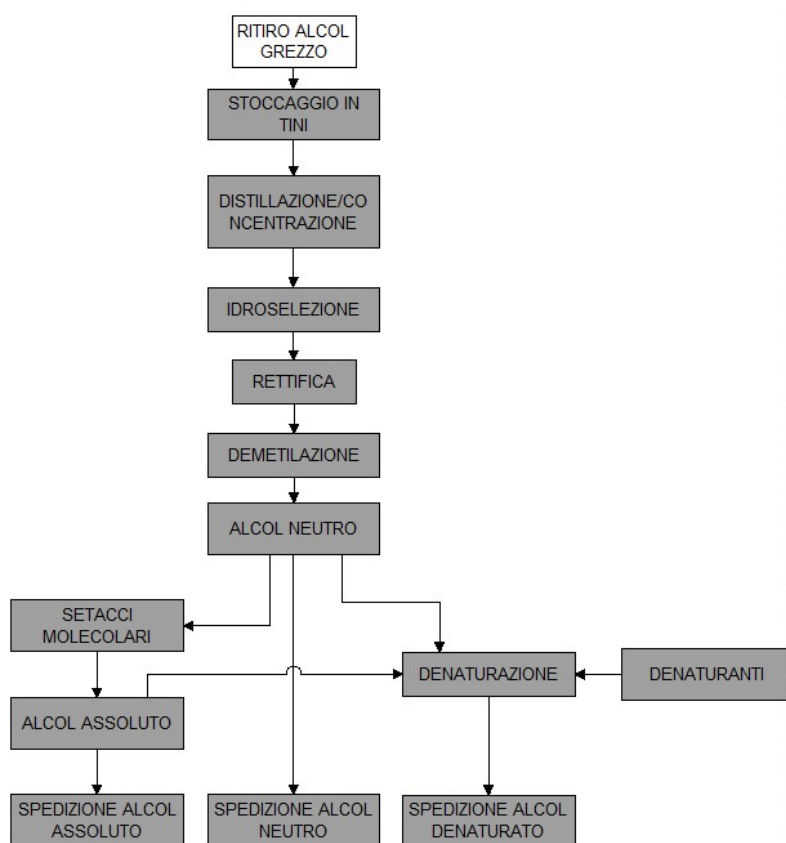 RITIRO ALCOL
GREZZO
STOCCAGGIO IN
TINI
DISTILLAZIONE/CO
NCENTRAZIONE
IDROSELEZIONE
RETTIFICA
DEMETILAZIONE
ALCOL NEUTRO
SETACCI
MOLECOLARI
DENATURAZIONE
DENATURANTI
ALCOL ASSOLUTO
SPEDIZIONE ALCOL
ASSOLUTO
SPEDIZIONE ALCOL
NEUTRO
SPEDIZIONE ALCOL
DENATURATO